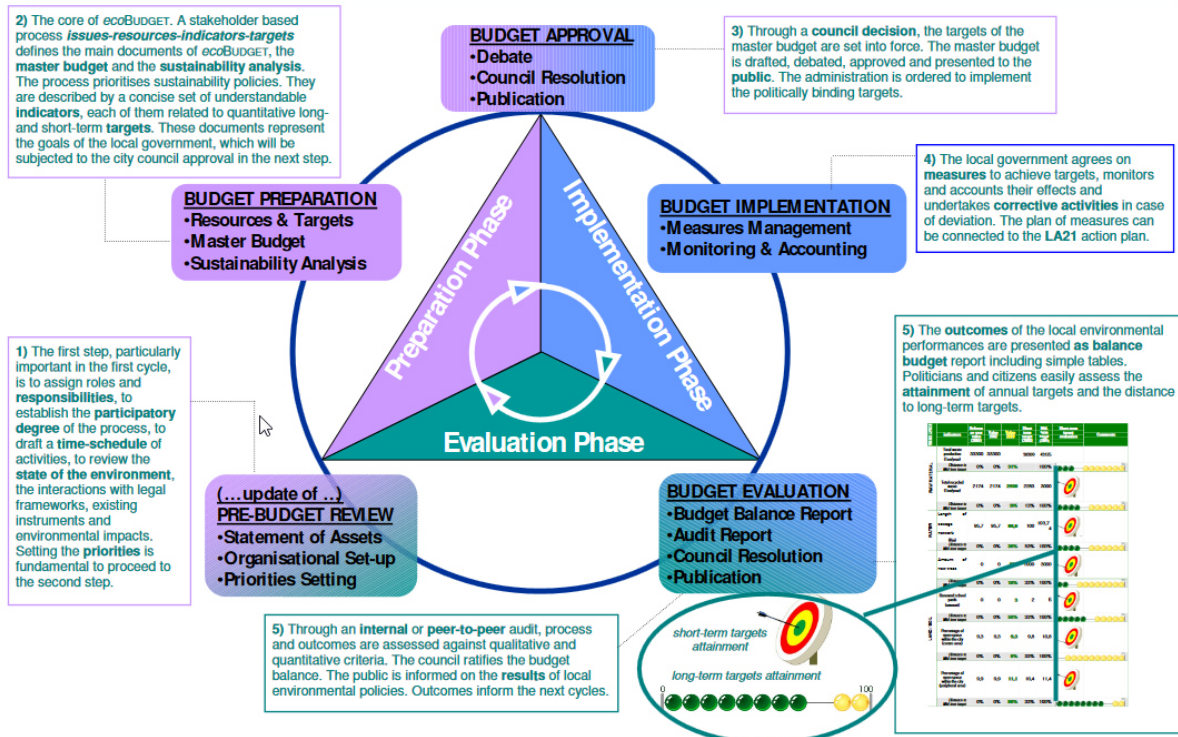 2) The core of ecoBUDGET. A stakeholder based
process issues-resources-indicators-targets
defines the main documents of ecoBUDGET, the
master budget and the sustainability analysis.
The process prioritises sustainability policies. They
are described by a concise set of understandable
indicators, each of them related to quantitative long-
and short-term targets. These documents represent
the goals of the local government, which will be
subjected to the city council approval in the next step.
BUDGET APPROVAL
•Debate
•Council Resolution
•Publication
3) Through a council decision, the targets of the
master budget are set into force. The master budget
is drafted, debated, approved and presented to the
public. The administration is ordered to implement
the politically binding targets.
BUDGET PREPARATION
•Resources & Targets
•Master Budget
•Sustainability Analysis
Preparation Phase
Implementation Phase
Evaluation Phase
BUDGET IMPLEMENTATION
•Measures Management
•Monitoring & Accounting
4) The local government agrees on
measures to achieve targets, monitors
and accounts their effects and
undertakes corrective activities in case
of deviation. The plan of measures can
be connected to the LA21 action plan.
1) The first step, particularly
important in the first cycle,
is to assign roles and
responsibilities, to
establish the participatory
degree of the process, to
draft a time-schedule of
activities, to review the
state of the environment,
the interactions with legal
frameworks, existing
instruments and
environmental impacts.
Setting the priorities is
fundamental to proceed to
the second step.
(…update of …)
PRE-BUDGET REVIEW
•Statement of Assets
•Organisational Set-up
•Priorities Setting
BUDGET EVALUATION
•Budget Balance Report
•Audit Report
•Council Resolution
•Publication
5) The outcomes of the local environmental
performances are presented as balance
budget report including simple tables.
Politicians and citizens easily assess the
attainment of annual targets and the distance
to long-term targets.
5) Through an internal or peer-to-peer audit, process
and outcomes are assessed against qualitative and
quantitative criteria. The council ratifies the budget
balance. The public is informed on the results of local
environmental policies. Outcomes inform the next cycles.
short-term targets
attainment
long-term targets attainment
0
100